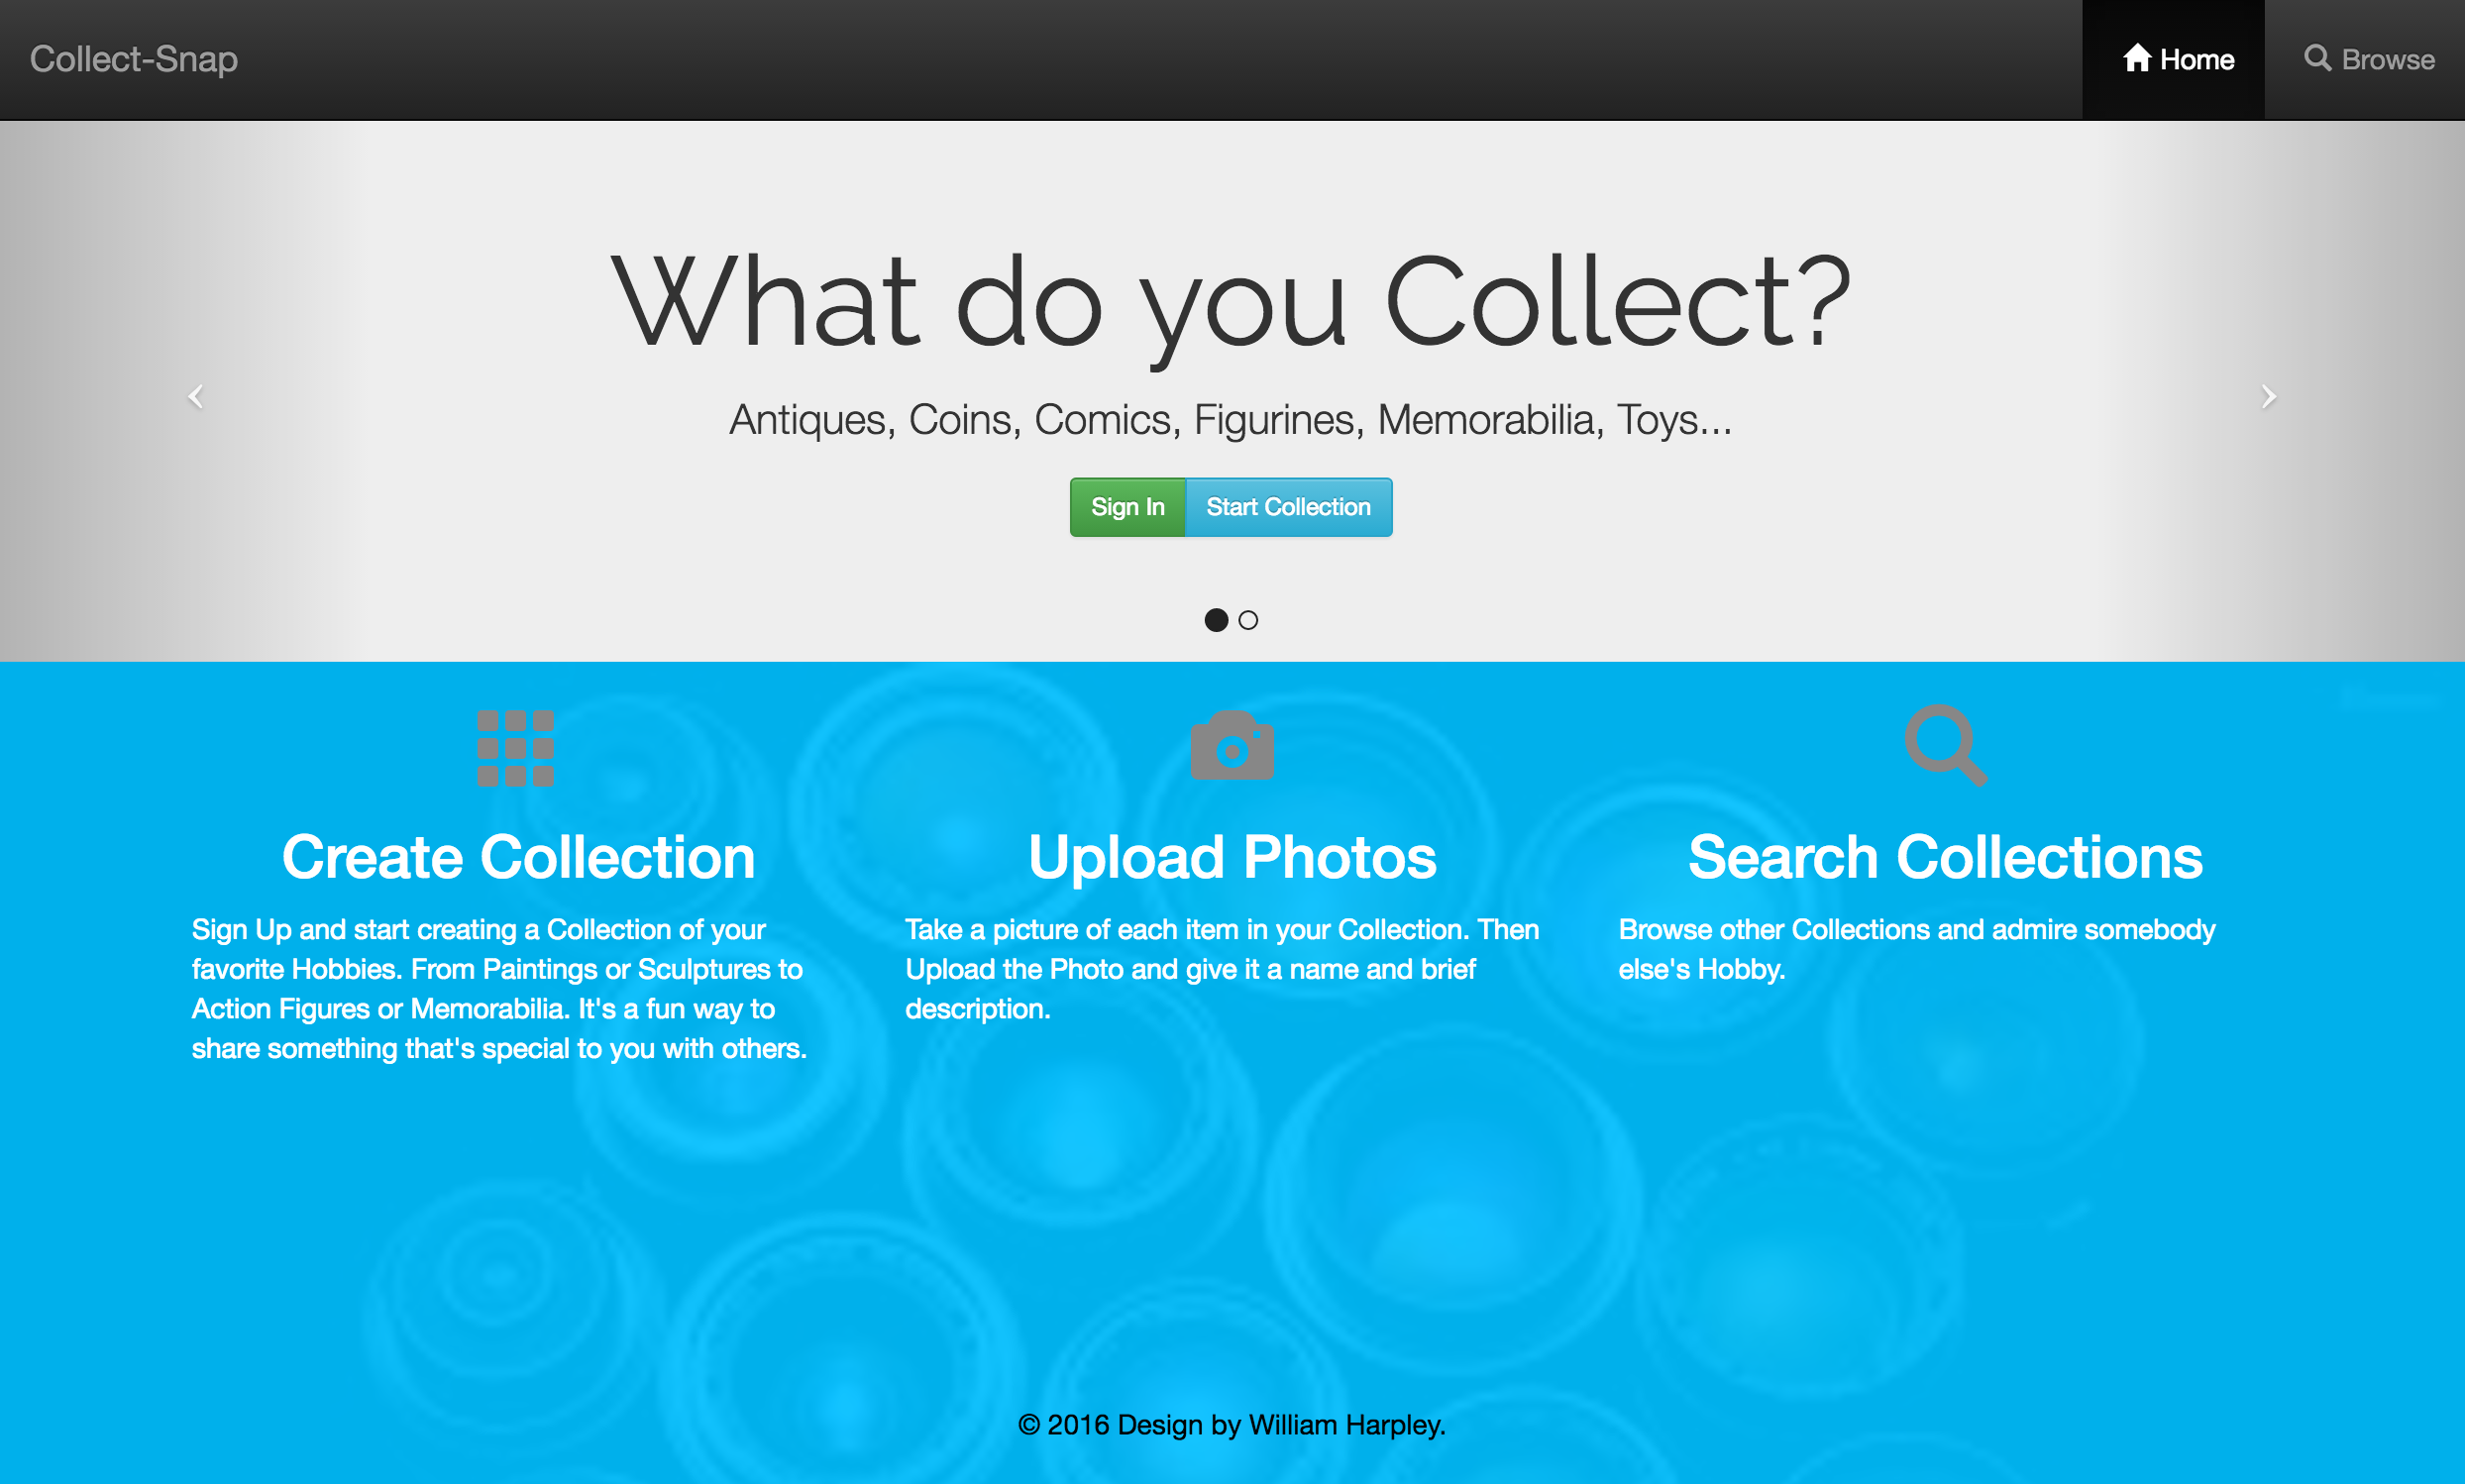 Collect-Snap
Home
Browse
What do you Collect?
Antiques, Coins, Comics, Figurines, Memorabilia, Toys...
Sign In
Start Collection
Create Collection
Sign Up and start creating a Collection of your
favorite Hobbies. From Paintings or Sculptures to
Action Figures or Memorabilia. It's a fun way to
share something that's special to you with others.
Upload Photos
Take a picture of each item in your Collection. Then
Upload the Photo and give it a name and brief
description.
Search Collections
Browse other Collections and admire somebody
else's Hobby.
© 2016 Design by William Harpley.